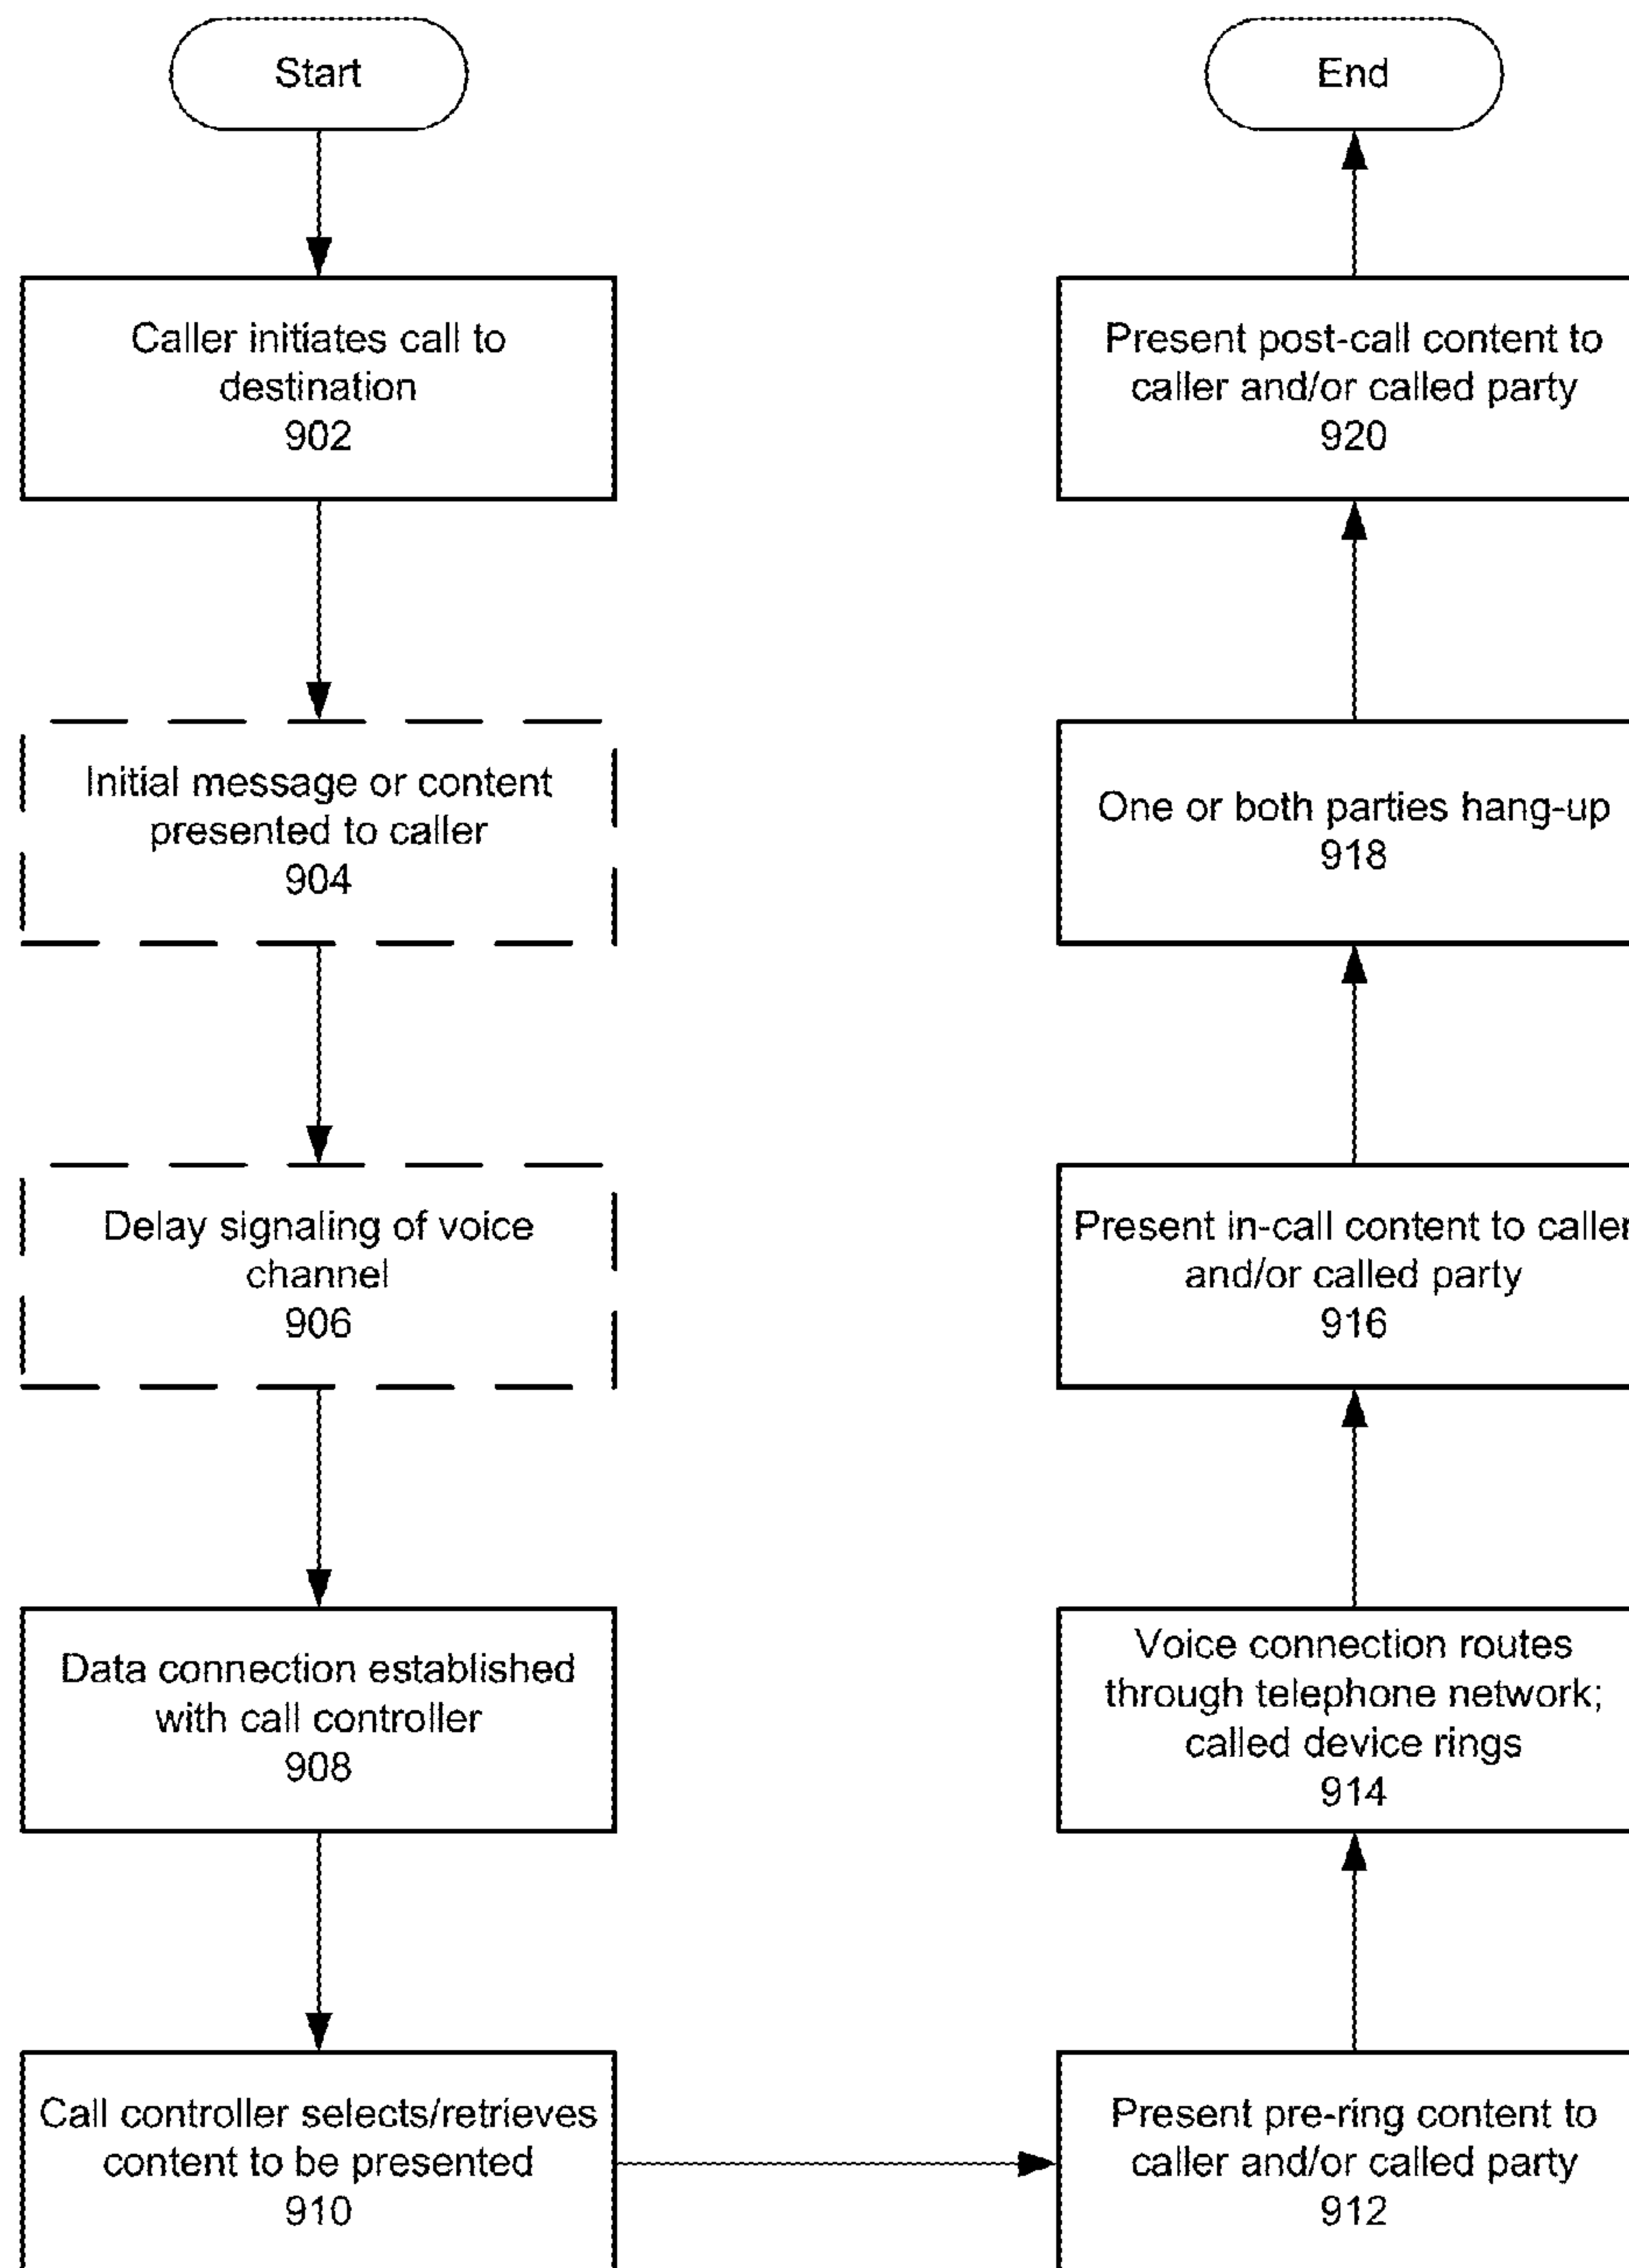 Start
Caller initiates call to
destination
902
Initial message or content
presented to caller
904
Delay signaling of voice
channel
906
Data connection established
with call controller
908
Call controller selects/retrieves
content to be presented
910
Present pre-ring content to
caller and/or called party
912
Voice connection routes
through telephone network;
called device rings
914
Present in-call content to caller
and/or called party
916
One or both parties hang-up
918
Present post-call content to
caller and/or called party
920
End